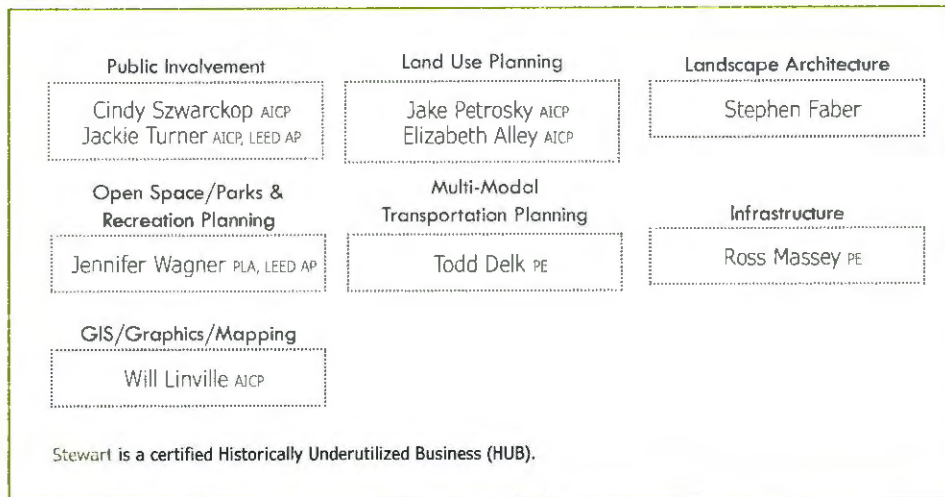 Public Involvement
Cindy Szwarckop AICP
Jackie Turner AICP, LEED AP
Land Use Planning
Jake Petrosky AICP
Elizabeth Alley AICP
Landscape Architecture
Stephen Faber
Open Space/Parks &
Recreation Planning
Jennifer Wagner PLA, LEED AP
Multi-Modal
Transportation Planning
Todd Delk PE
Infrastructure
Ross Massey PE
GIS/Graphics/Mapping
Will Linville AICP
Stewart is a certified Historically Underutilized Business (HUB).